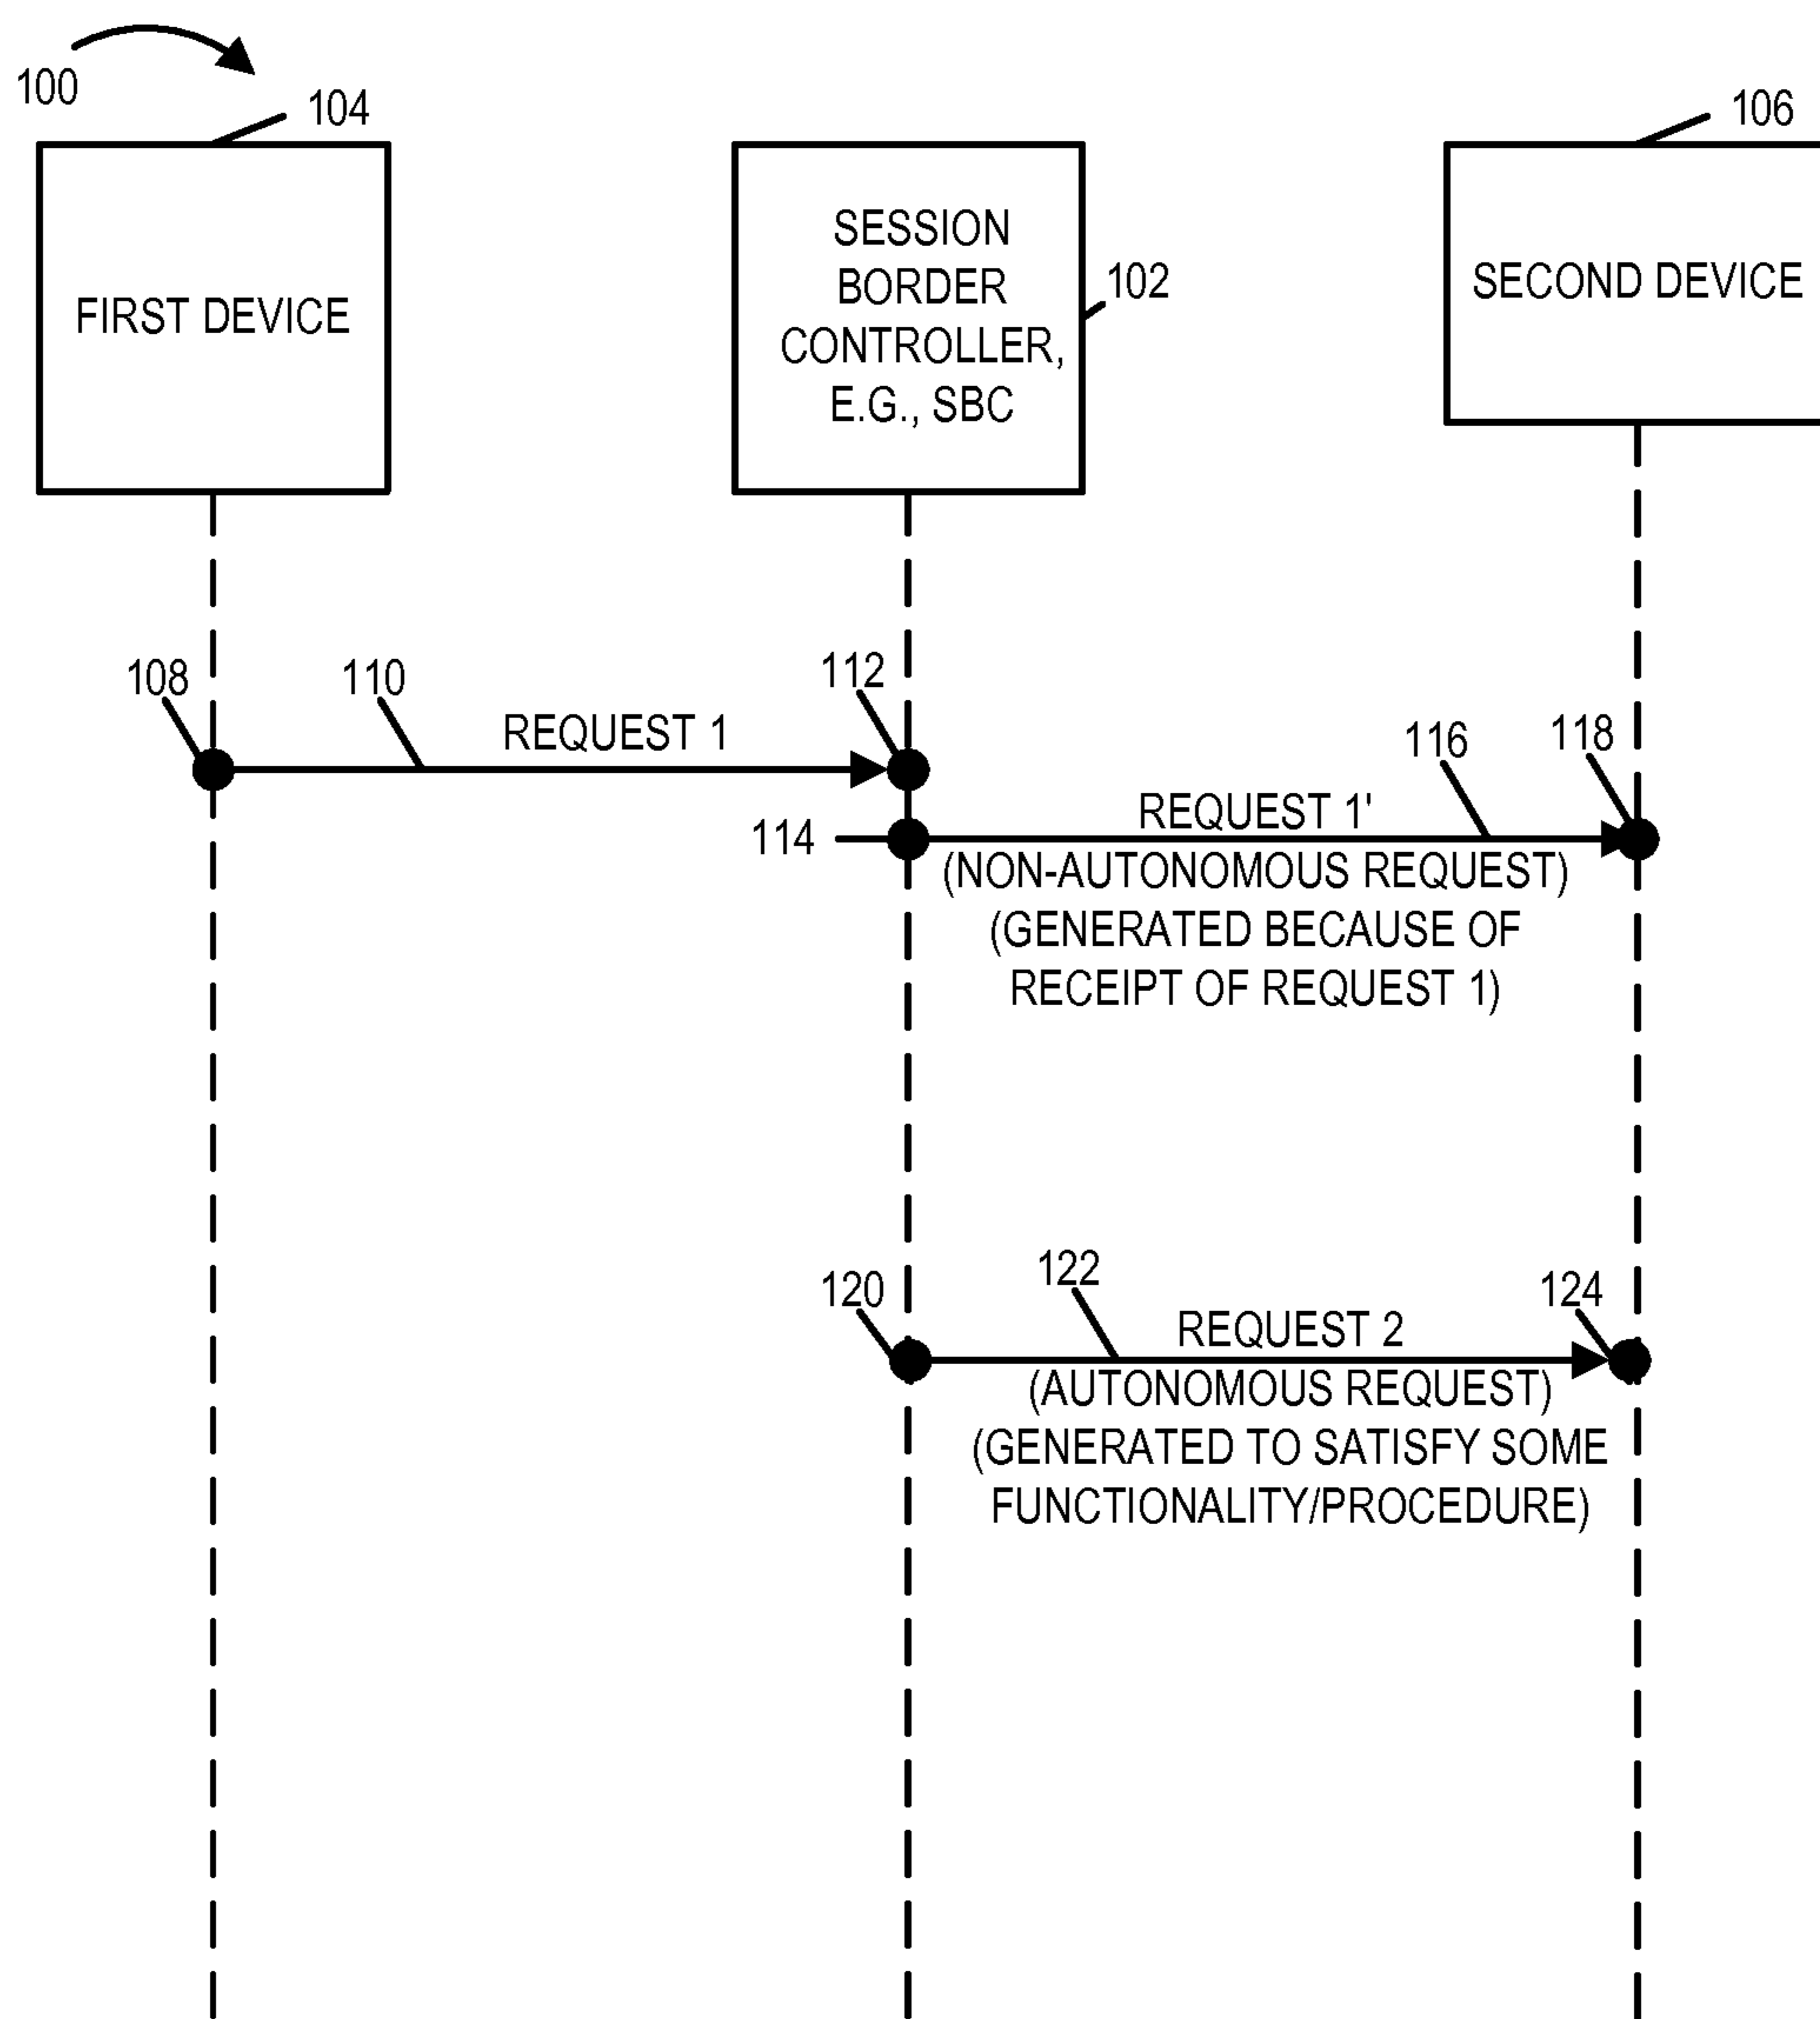 100
104
106
FIRST DEVICE
SESSION
BORDER
CONTROLLER,
E.G., SBC
102
SECOND DEVICE
108
110
REQUEST 1
112
114
REQUEST 1'
116
118
(NON-AUTONOMOUS REQUEST)
(GENERATED BECAUSE OF
RECEIPT OF REQUEST 1)
120
122
REQUEST 2
124
(AUTONOMOUS REQUEST)
(GENERATED TO SATISFY SOME
FUNCTIONALITY/PROCEDURE)